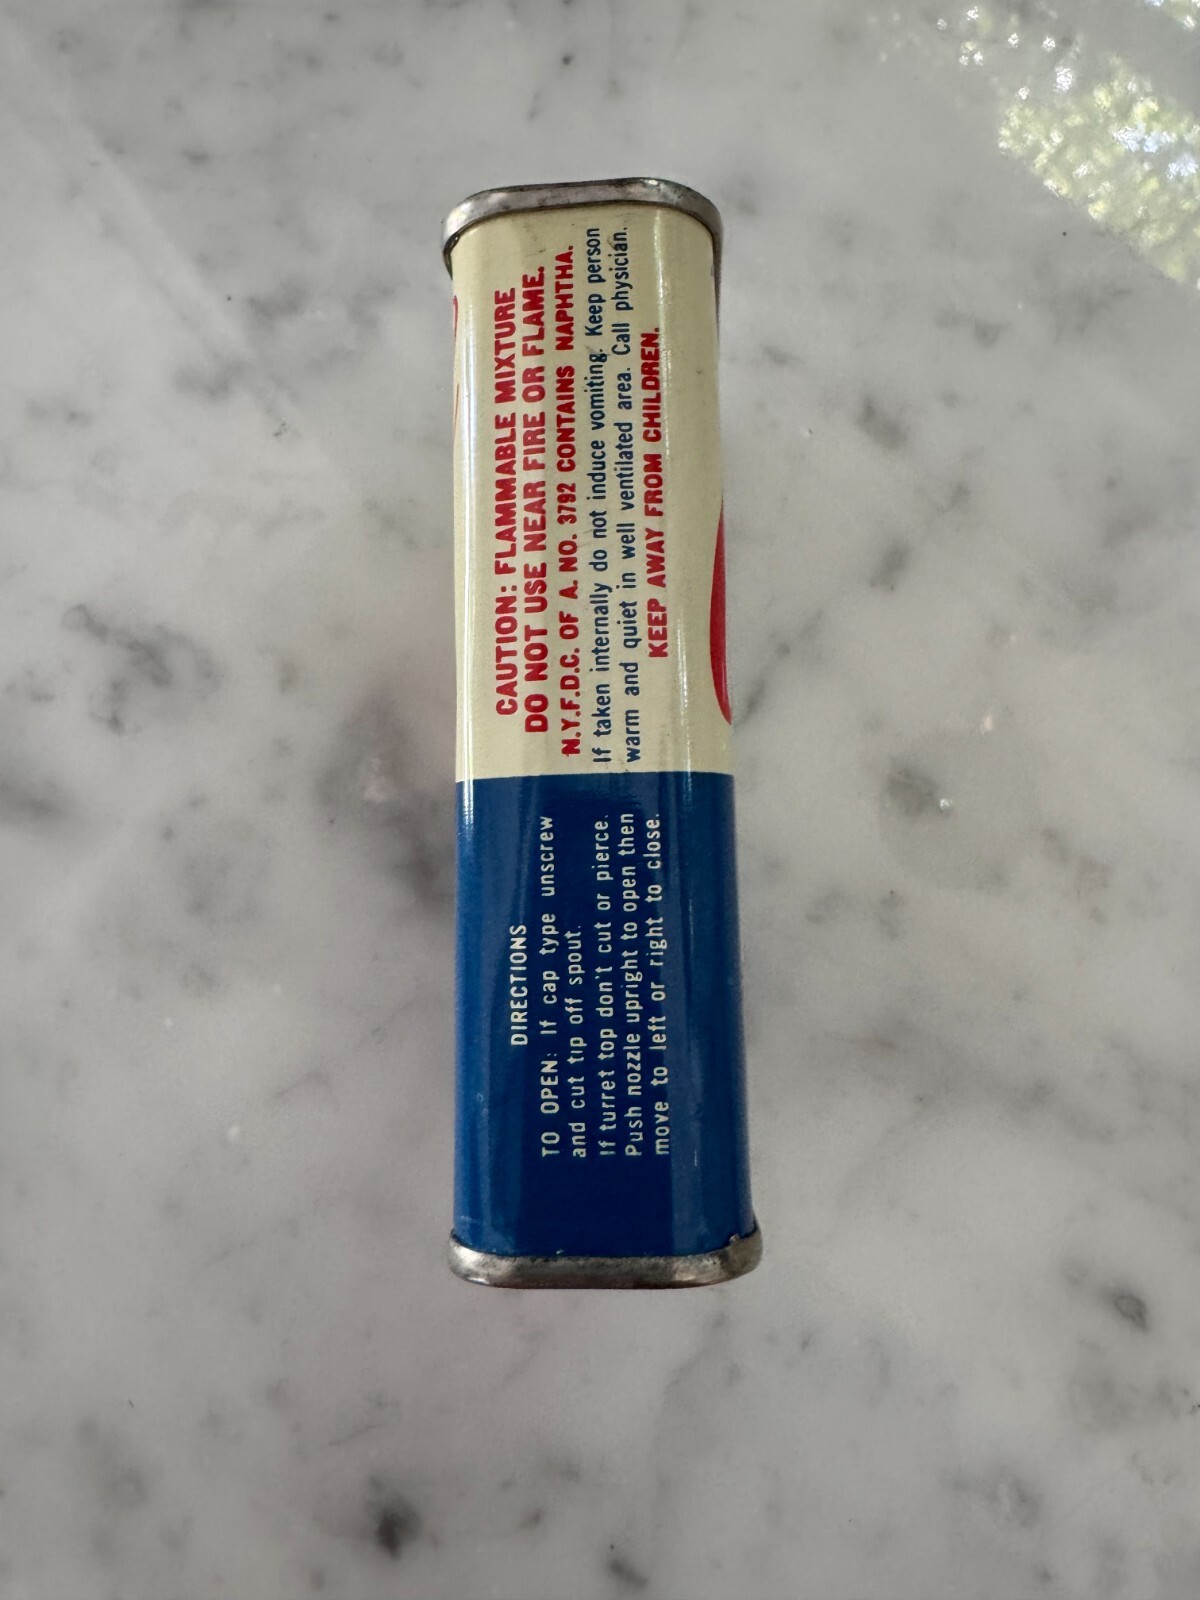 CAUTION: FLAMMABLE MIXTURE
DO NOT USE NEAR FIRE OR FLAME.
N.Y.F.D.C. OF A. NO. 3792 CONTAINS NAPHTHA.
If taken internally do not induce vomiting. Keep person
warm and quiet in well ventilated area. Call physician.
KEEP AWAY FROM CHILDREN.
DIRECTIONS
TO OPEN: If cap type unscrew
and cut tip off spout.
If turret top don't cut or pierce.
Push nozzle upright to open then
move to left or right to close.